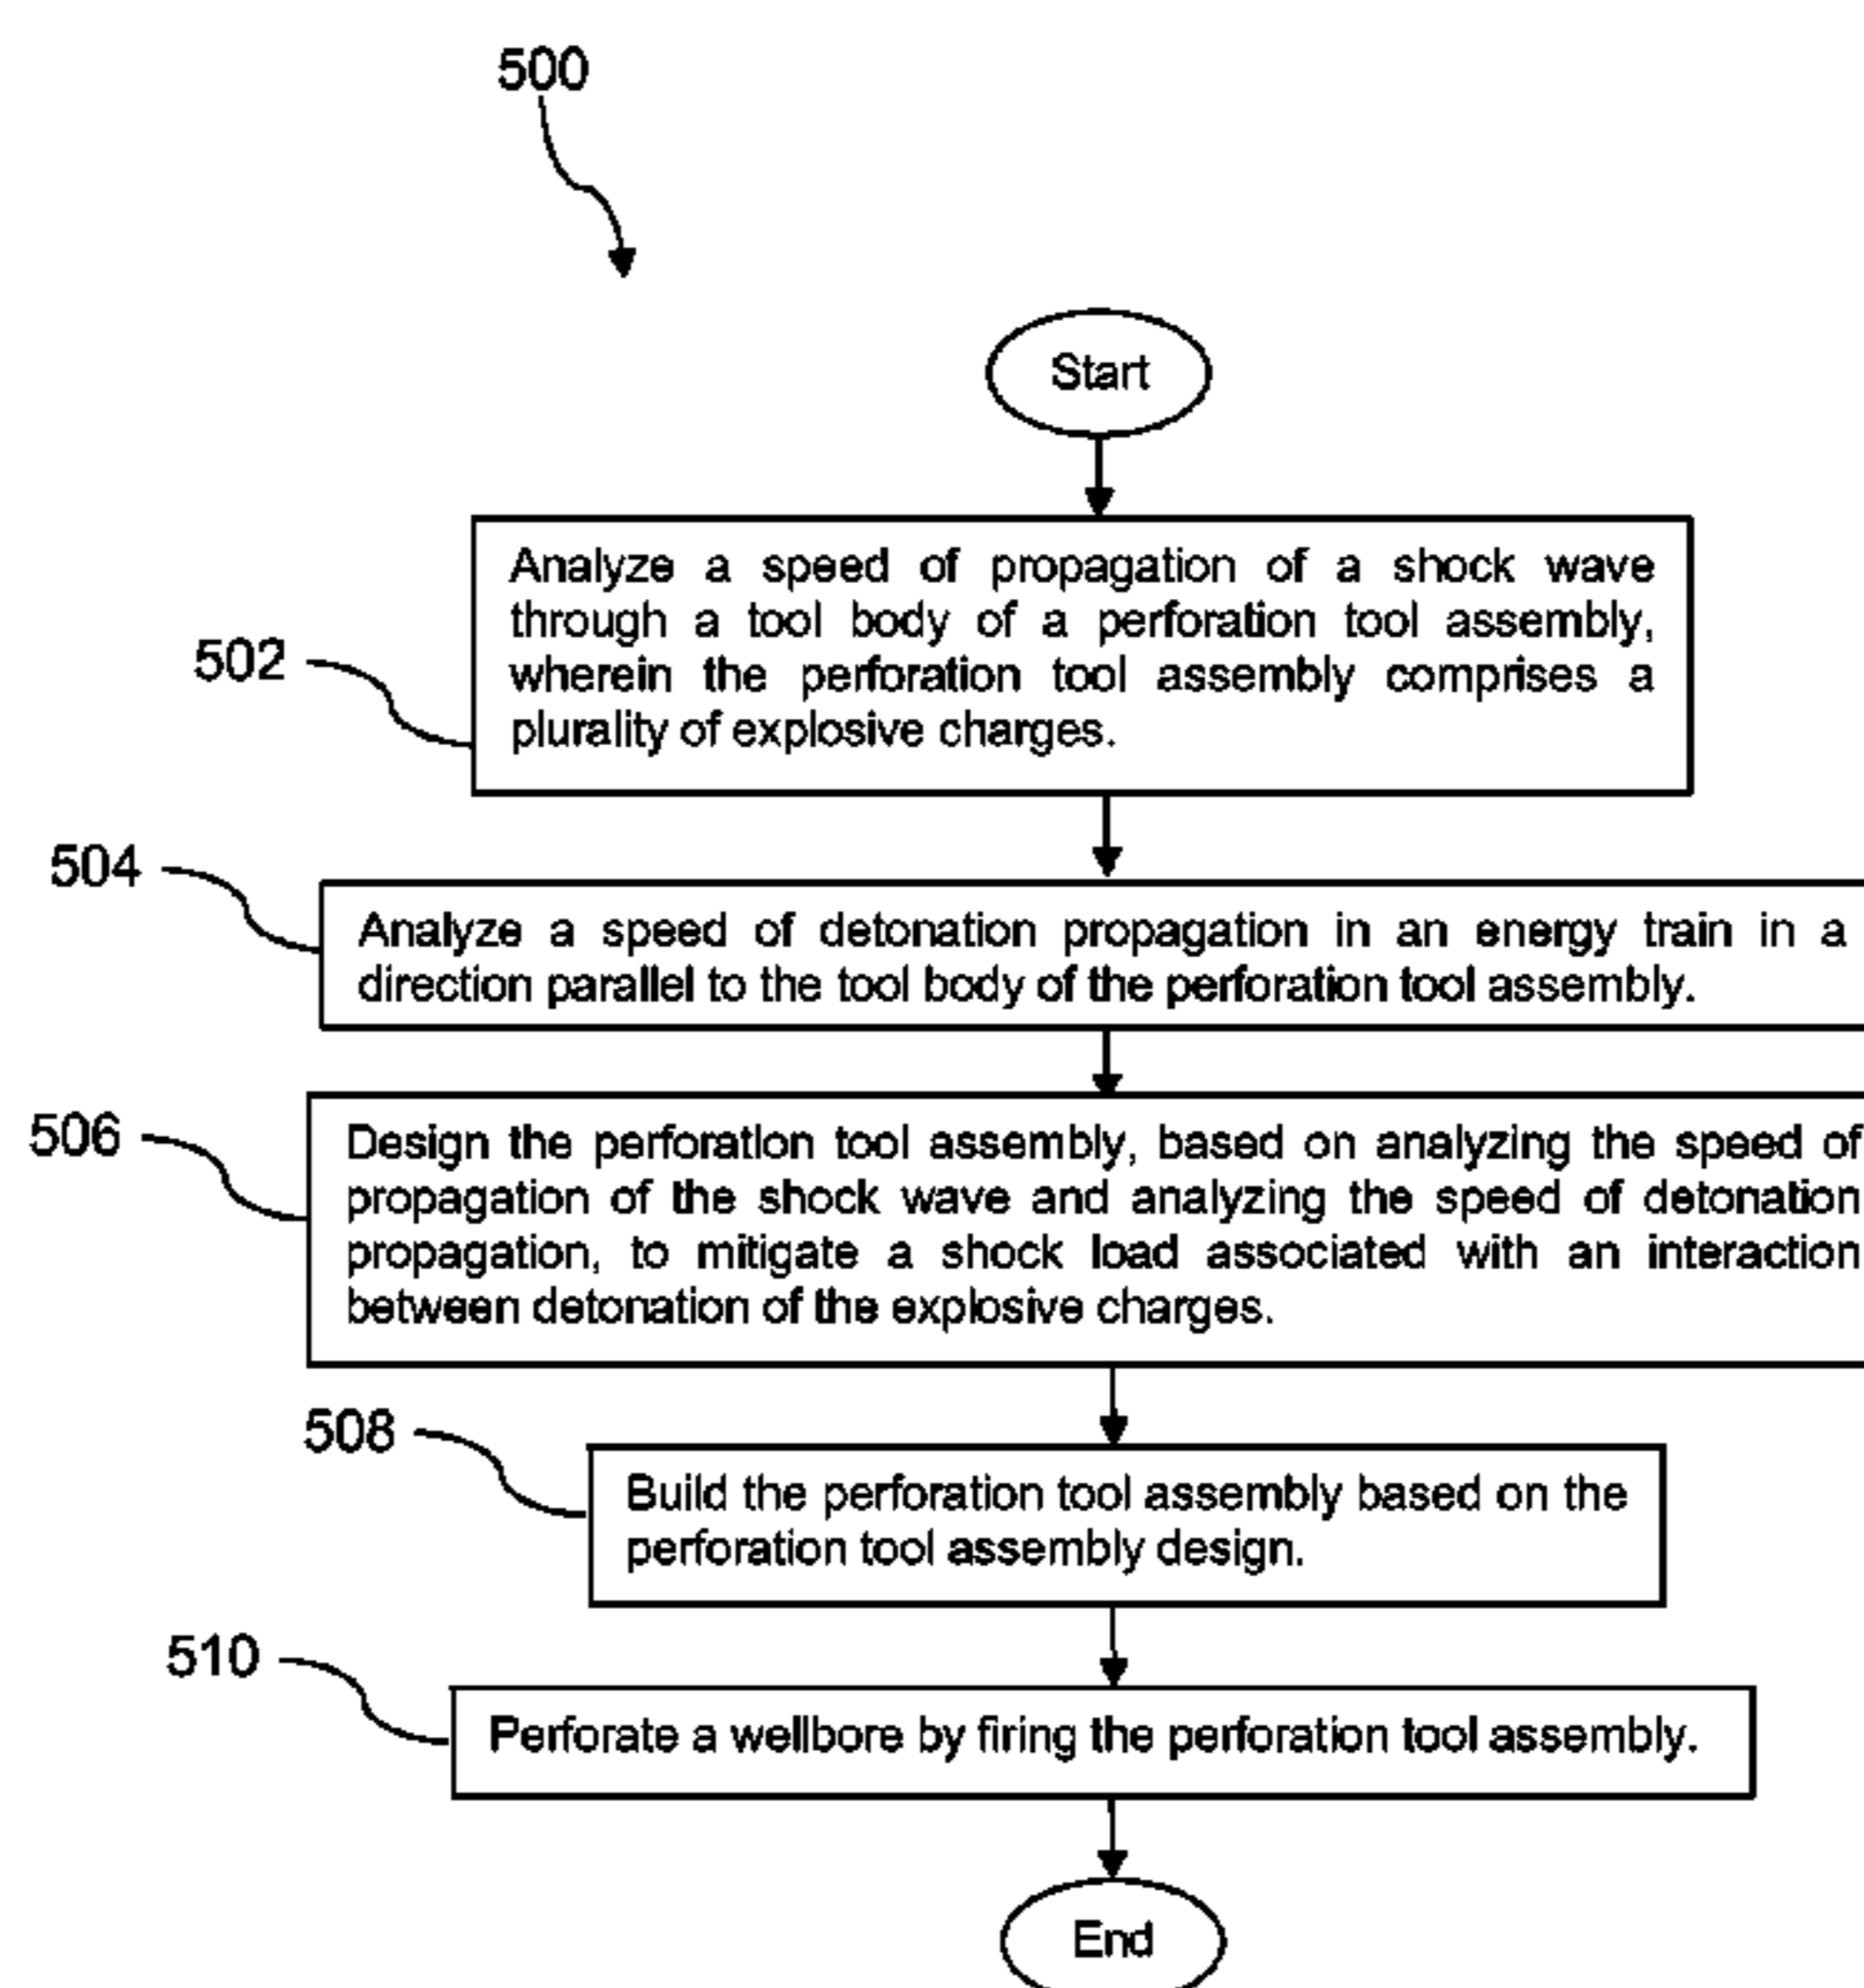 500
Start
Analyze a speed of propagation of a shock wave
through a tool body of a perforation tool assembly,
wherein the perforation tool assembly comprises a
plurality of explosive charges.
502
504
Analyze a speed of detonation propagation in an energy train in a
direction parallel to the tool body of the perforation tool assembly.
506
Design the perforation tool assembly, based on analyzing the speed of
propagation of the shock wave and analyzing the speed of detonation
propagation, to mitigate a shock load associated with an interaction
between detonation of the explosive charges.
508
Build the perforation tool assembly based on the
perforation tool assembly design.
510
Perforate a wellbore by firing the perforation tool assembly.
End